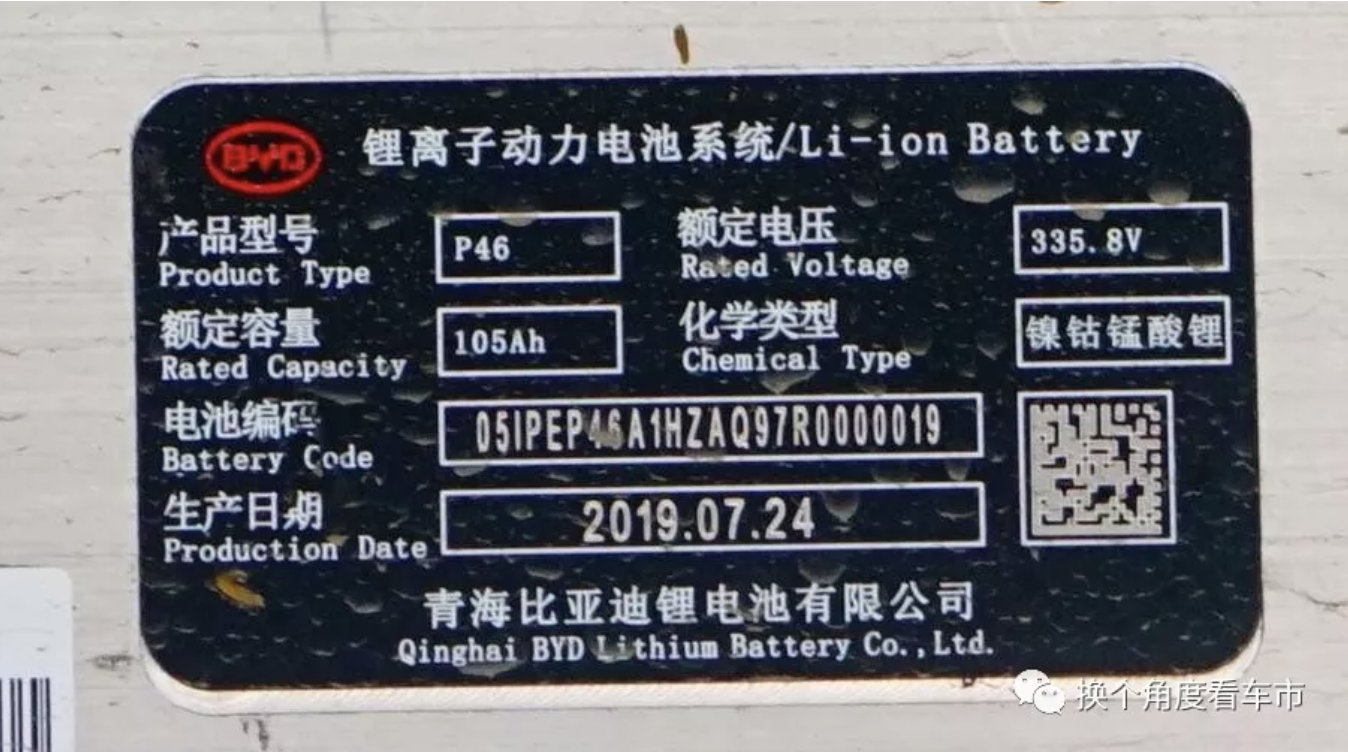 BYD 锂离子动力电池系统/Li-ion Battery
产品型号 P46 额定电压 335.8V
Product Type Rated Voltage
额定容量 105Ah 化学类型 镍钴锰酸锂
Rated Capacity Chemical Type
电池编码 05IPEP46A1HZAQ97R0000019
Battery Code
生产日期 2019.07.24
Production Date
青海比亚迪锂电池有限公司
Qinghai BYD Lithium Battery Co.,Ltd.
换个角度看车市